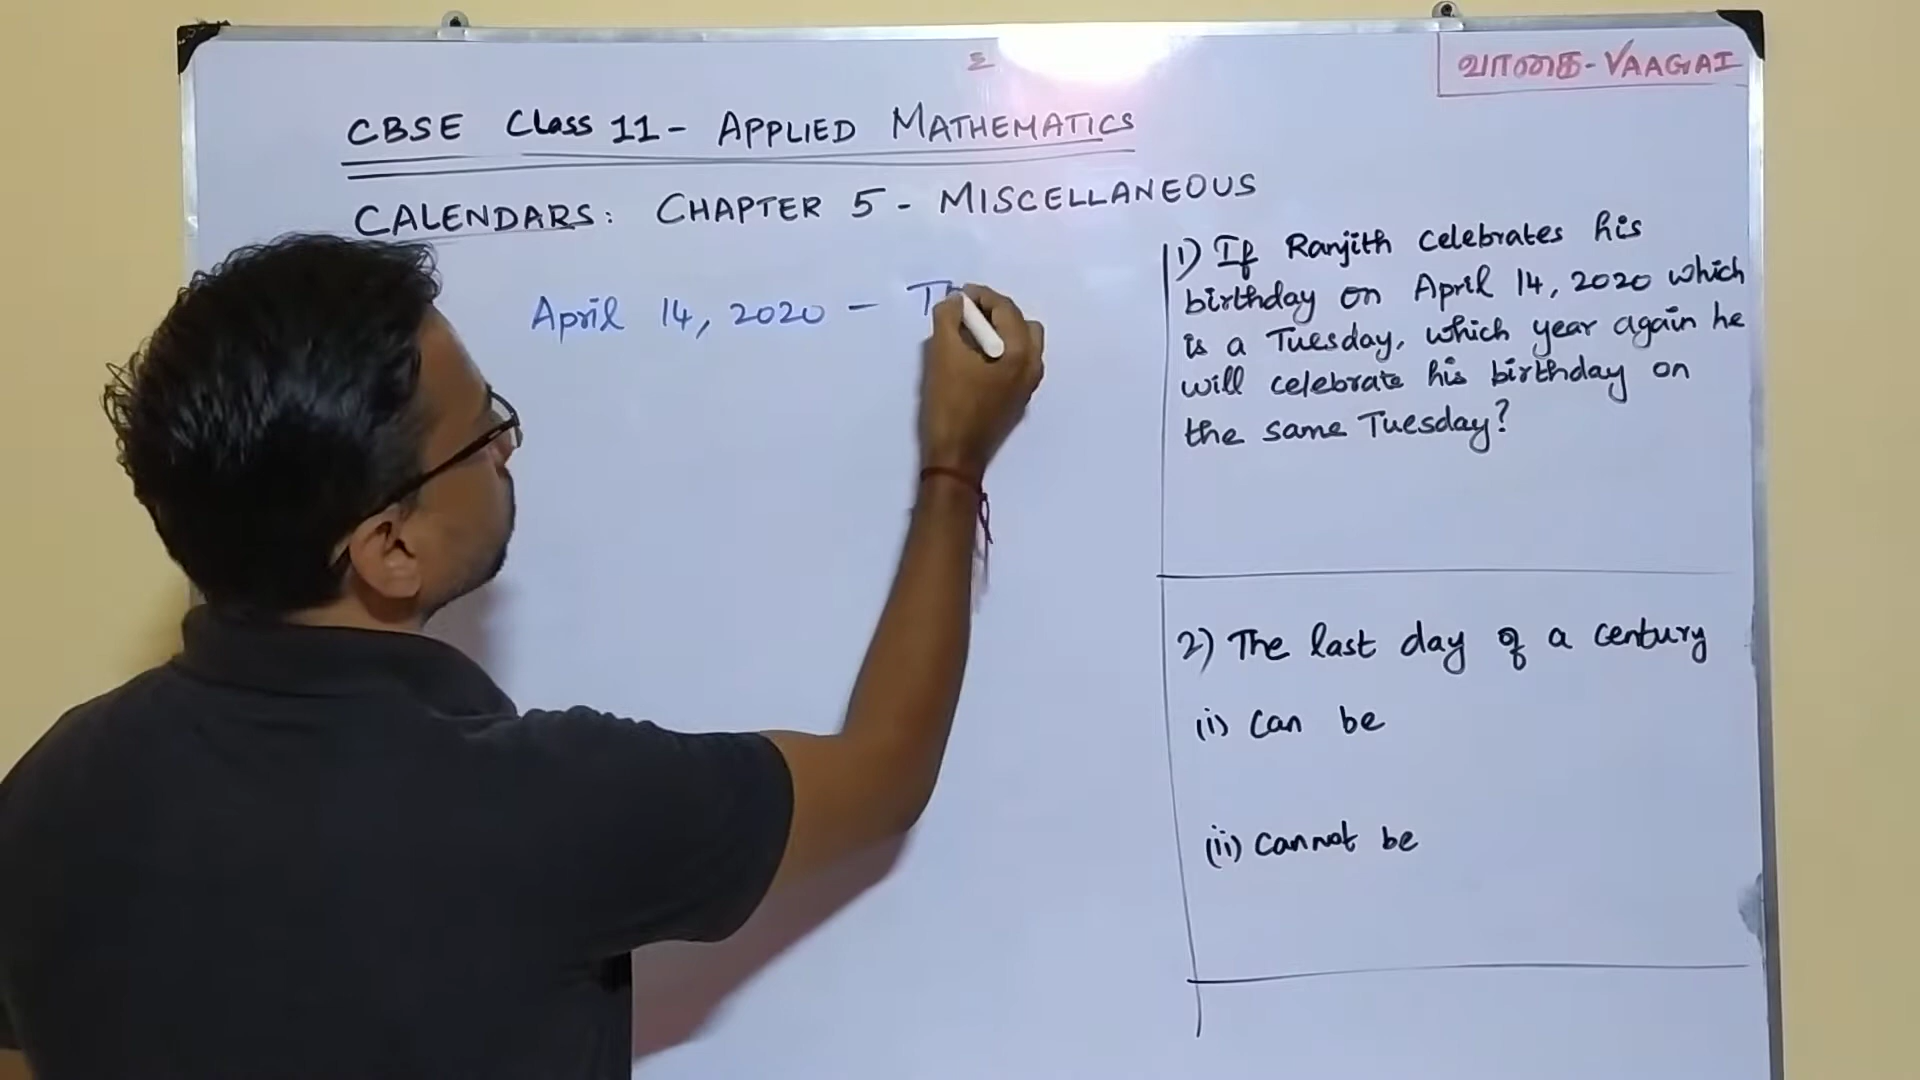 வாகை - VAAGAI
CBSE Class 11 - APPLIED MATHEMATICS
CALENDARS: CHAPTER 5 - MISCELLANEOUS
April 14, 2020 -
1) If Ranjith celebrates his
birthday on April 14, 2020 which
is a Tuesday, which year again he
will celebrate his birthday on
the same Tuesday?
2) The last day of a century
(i) Can be
(ii) Cannot be